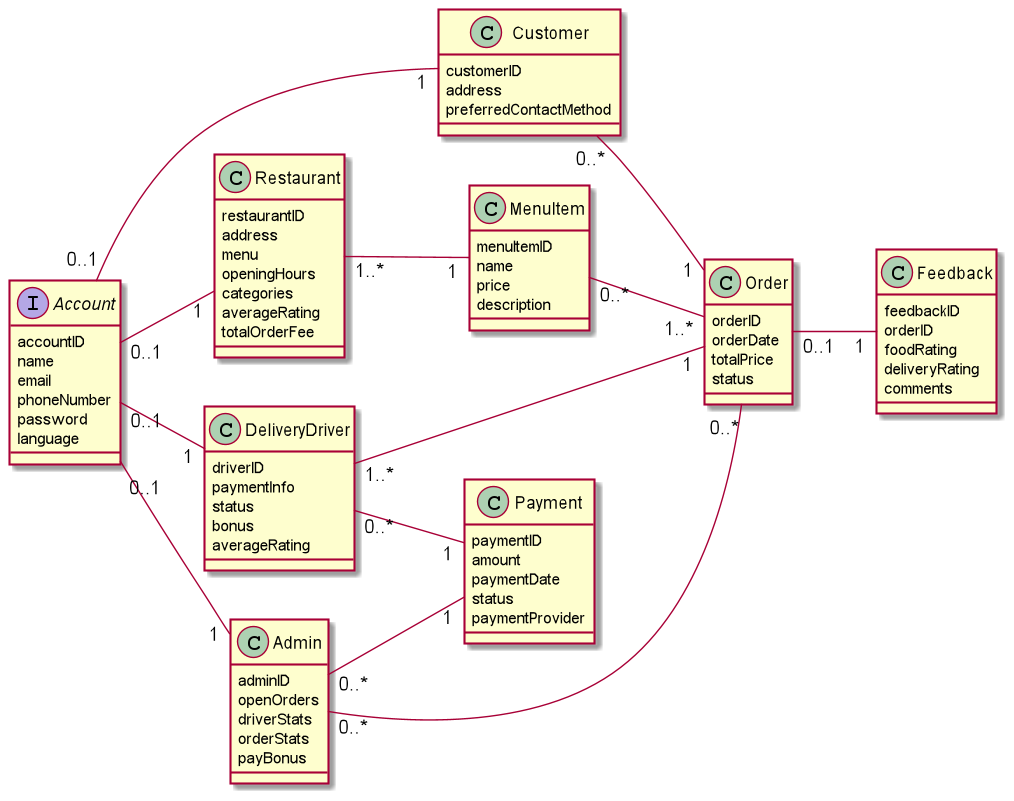 C Customer
customerID
address
preferredContactMethod
1
0..*
0..1
C Restaurant
restaurantID
address
menu
openingHours
categories
averageRating
totalOrderFee
1..*
1
C MenuItem
menuItemID
name
price
description
0..*
1
1..*
1
C Order
orderID
orderDate
totalPrice
status
0..1
1
0..*
C Feedback
feedbackID
orderID
foodRating
deliveryRating
comments
I Account
accountID
name
email
phoneNumber
password
language
1
0..1
0..1
1
0..1
1
C DeliveryDriver
driverID
paymentInfo
status
bonus
averageRating
1..*
0..*
1
C Payment
paymentID
amount
paymentDate
status
paymentProvider
1
C Admin
adminID
openOrders
driverStats
orderStats
payBonus
0..*
0..*